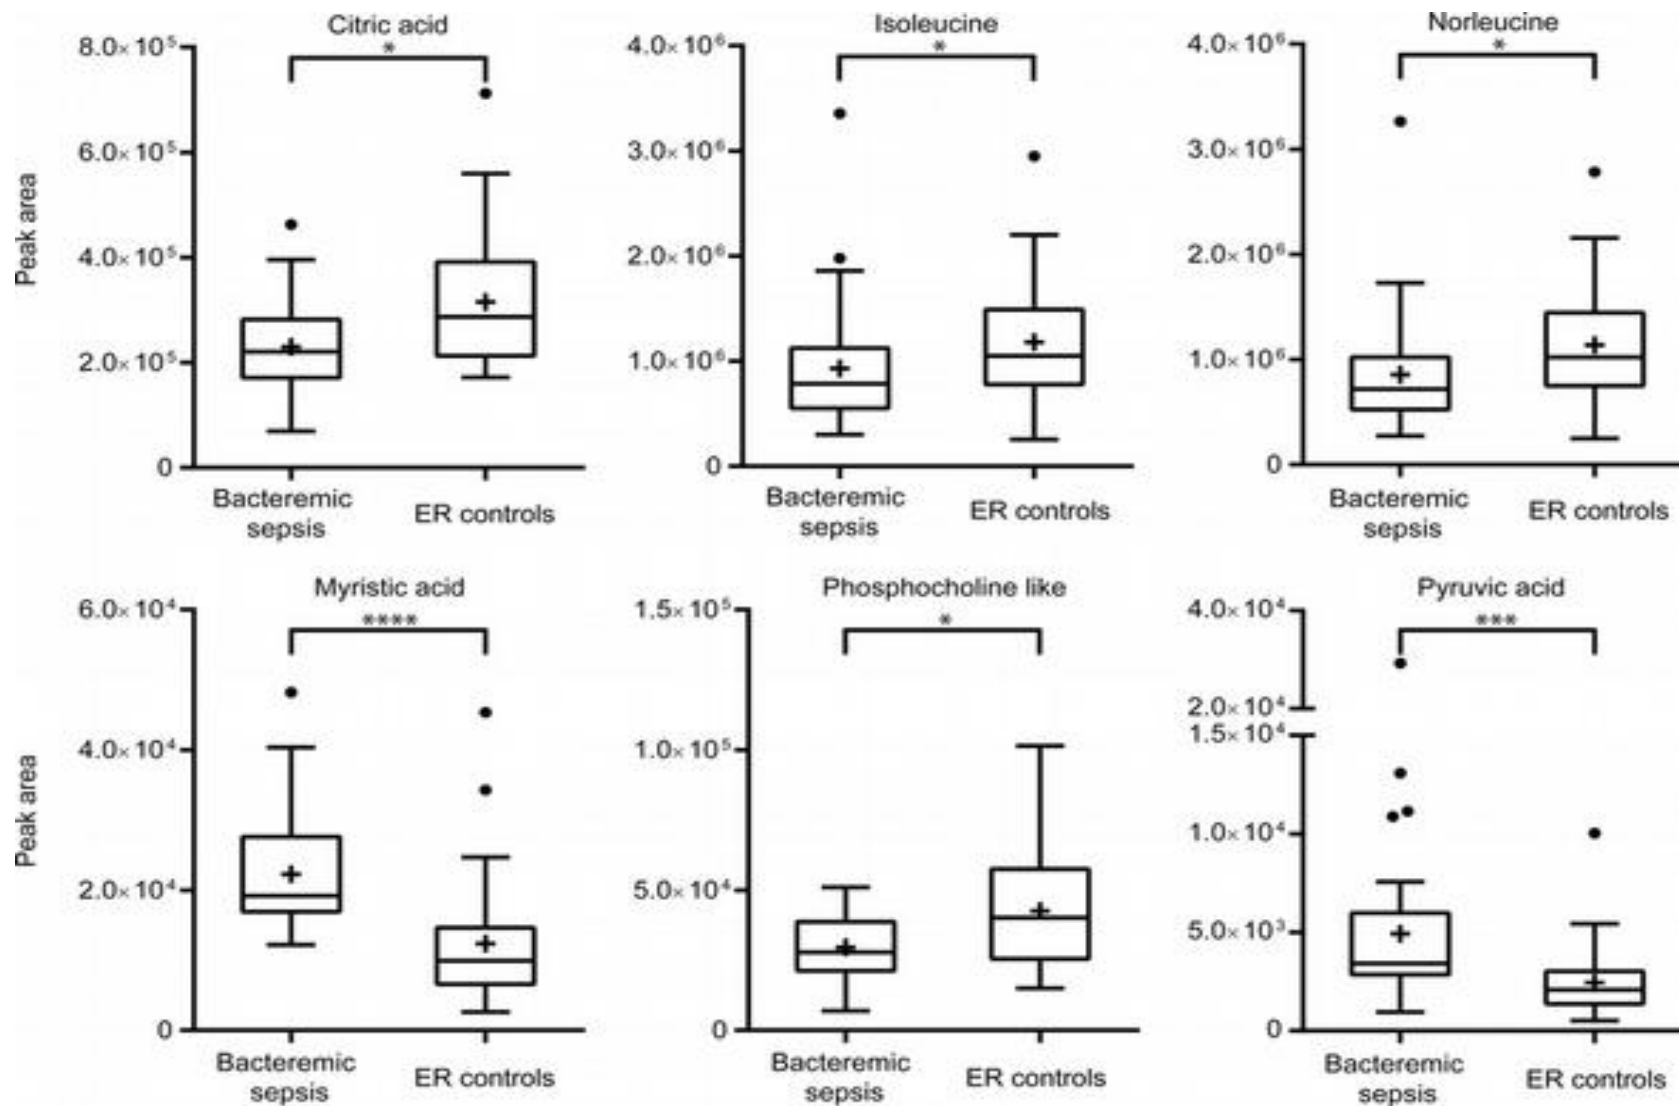 Citric acid
*
8.0× 10⁵
6.0× 10⁵
4.0× 10⁵
2.0× 10⁵
0
Peak area
Bacteremic
sepsis
ER controls
Isoleucine
*
4.0× 10⁶
3.0× 10⁶
2.0× 10⁶
1.0× 10⁶
0
Bacteremic
sepsis
ER controls
Norleucine
*
4.0× 10⁶
3.0× 10⁶
2.0× 10⁶
1.0× 10⁶
0
Bacteremic
sepsis
ER controls
Myristic acid
****
6.0× 10⁴
4.0× 10⁴
2.0× 10⁴
0
Peak area
Bacteremic
sepsis
ER controls
Phosphocholine like
*
1.5× 10⁵
1.0× 10⁵
5.0× 10⁴
0
Bacteremic
sepsis
ER controls
Pyruvic acid
***
4.0× 10⁴
2.0× 10⁴
1.5× 10⁴
1.0× 10⁴
5.0× 10³
0
Bacteremic
sepsis
ER controls